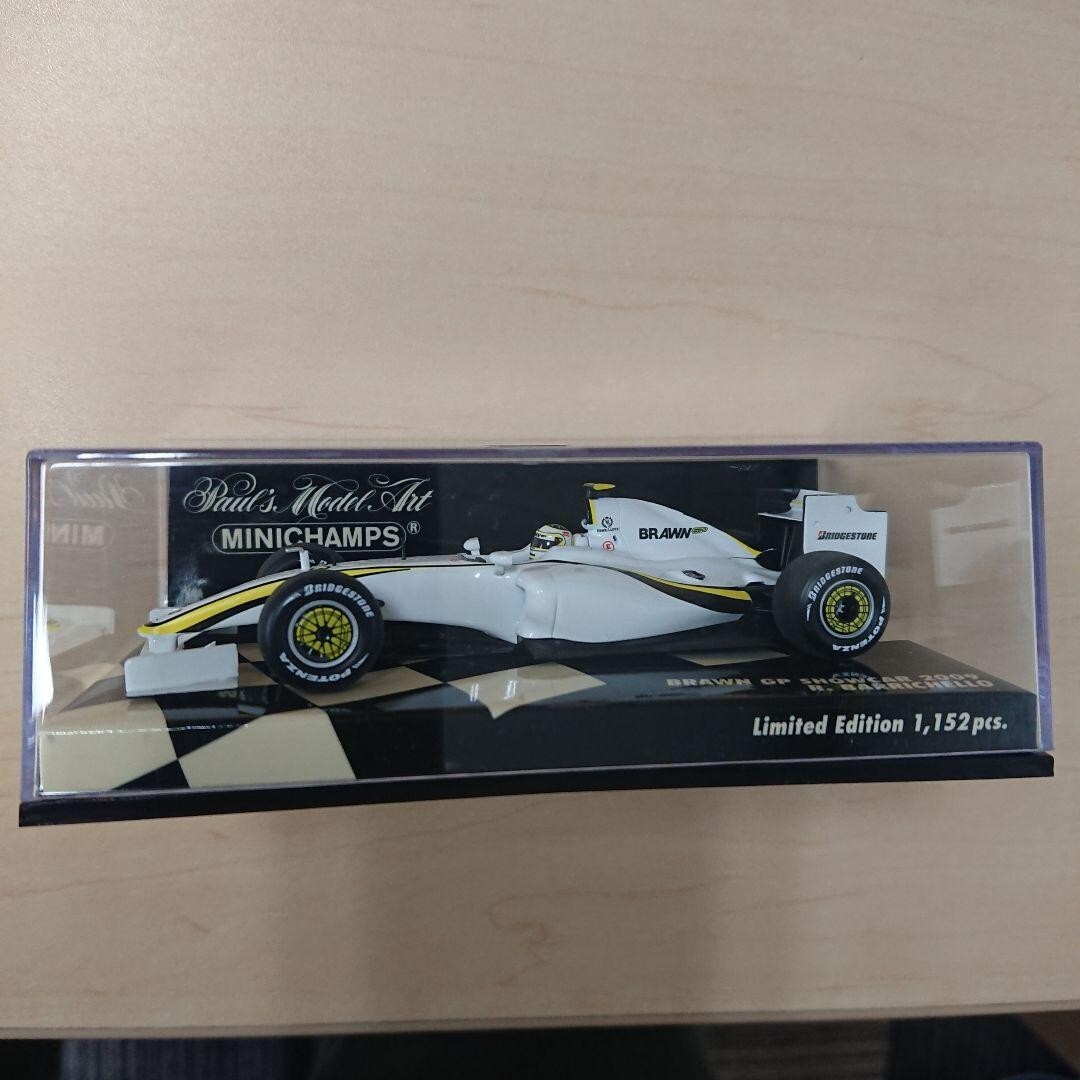 Paul's Model Art
MINICHAMPS®
BRAWN GP
BRIDGESTONE
BRIDGESTONE
POTENZA
BRIDGESTONE
POTENZA
E
BRAWN GP SHOWCAR 2009
R. BARRICHELLO
Limited Edition 1,152 pcs.